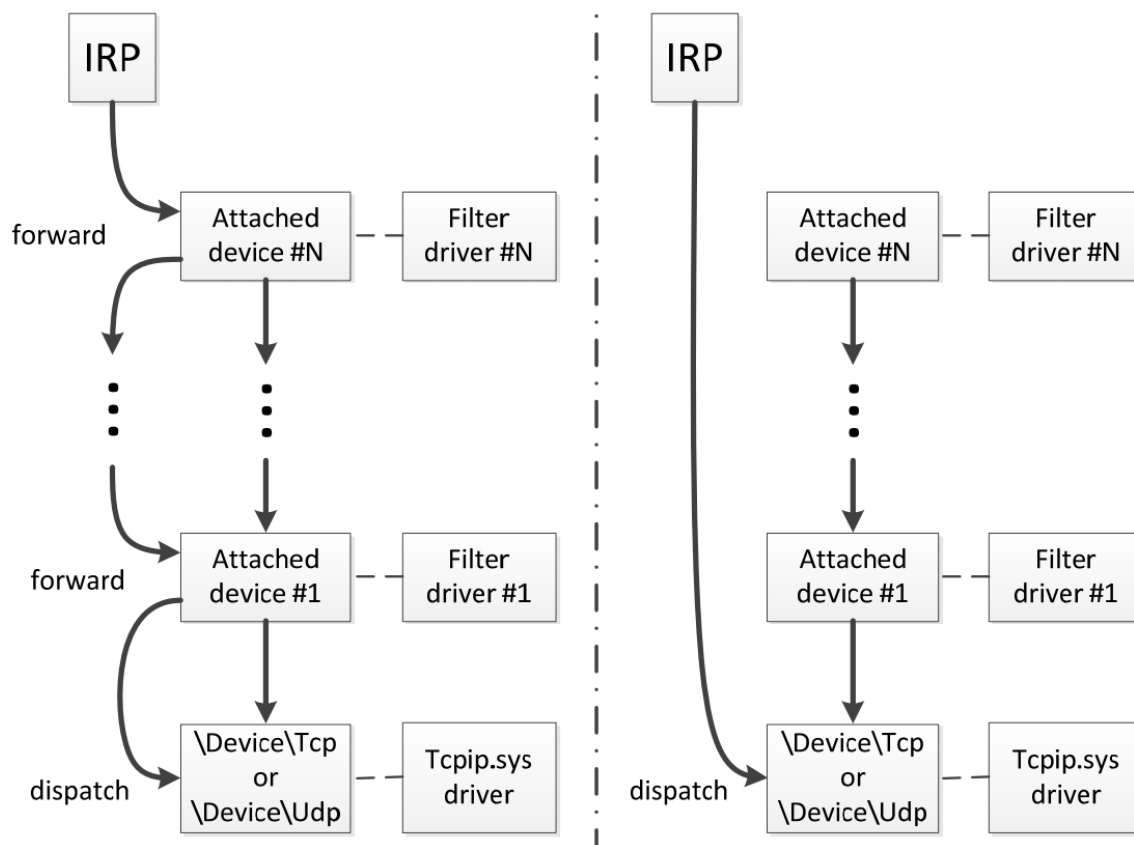 IRP
forward
Attached
device #N
Filter
driver #N
forward
Attached
device #1
Filter
driver #1
dispatch
\Device\Tcp
or
\Device\Udp
Tcpip.sys
driver
IRP
Attached
device #N
Filter
driver #N
Attached
device #1
Filter
driver #1
dispatch
\Device\Tcp
or
\Device\Udp
Tcpip.sys
driver